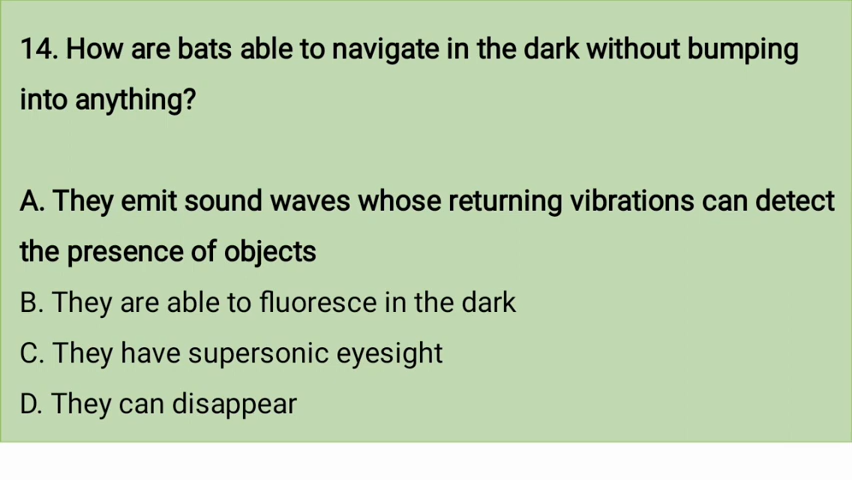 14. How are bats able to navigate in the dark without bumping
into anything?
A. They emit sound waves whose returning vibrations can detect
the presence of objects
B. They are able to fluoresce in the dark
C. They have supersonic eyesight
D. They can disappear